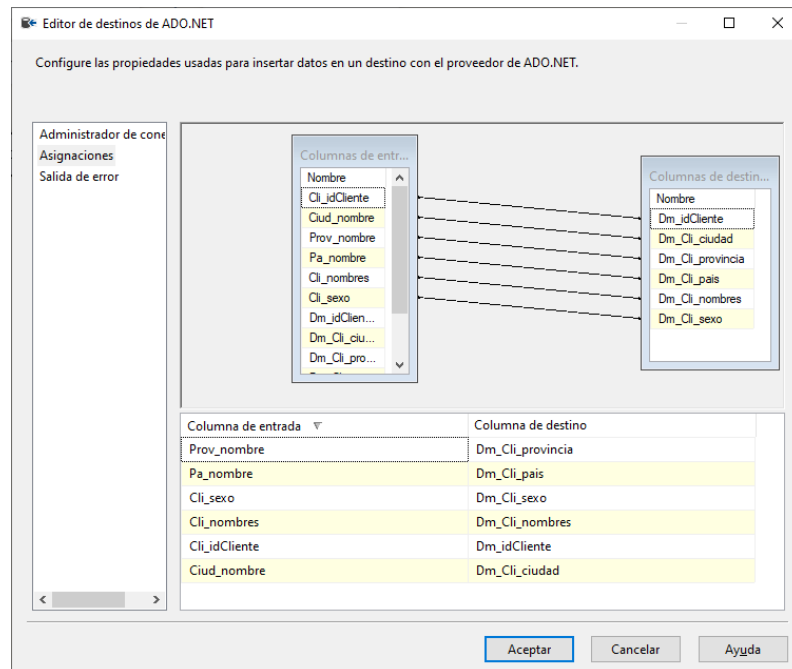 Editor de destinos de ADO.NET
Configure las propiedades usadas para insertar datos en un destino con el proveedor de ADO.NET.
Administrador de cone
Asignaciones
Salida de error
Columnas de entr...
Nombre
Cli_idCliente
Ciud_nombre
Prov_nombre
Pa_nombre
Cli_nombres
Cli_sexo
Dm_idClien...
Dm_Cli_ciu...
Dm_Cli_pro...
Columnas de destin...
Nombre
Dm_idCliente
Dm_Cli_ciudad
Dm_Cli_provincia
Dm_Cli_pais
Dm_Cli_nombres
Dm_Cli_sexo
Columna de entrada Columna de destino
Prov_nombre Dm_Cli_provincia
Pa_nombre Dm_Cli_pais
Cli_sexo Dm_Cli_sexo
Cli_nombres Dm_Cli_nombres
Cli_idCliente Dm_idCliente
Ciud_nombre Dm_Cli_ciudad
Aceptar Cancelar Ayuda